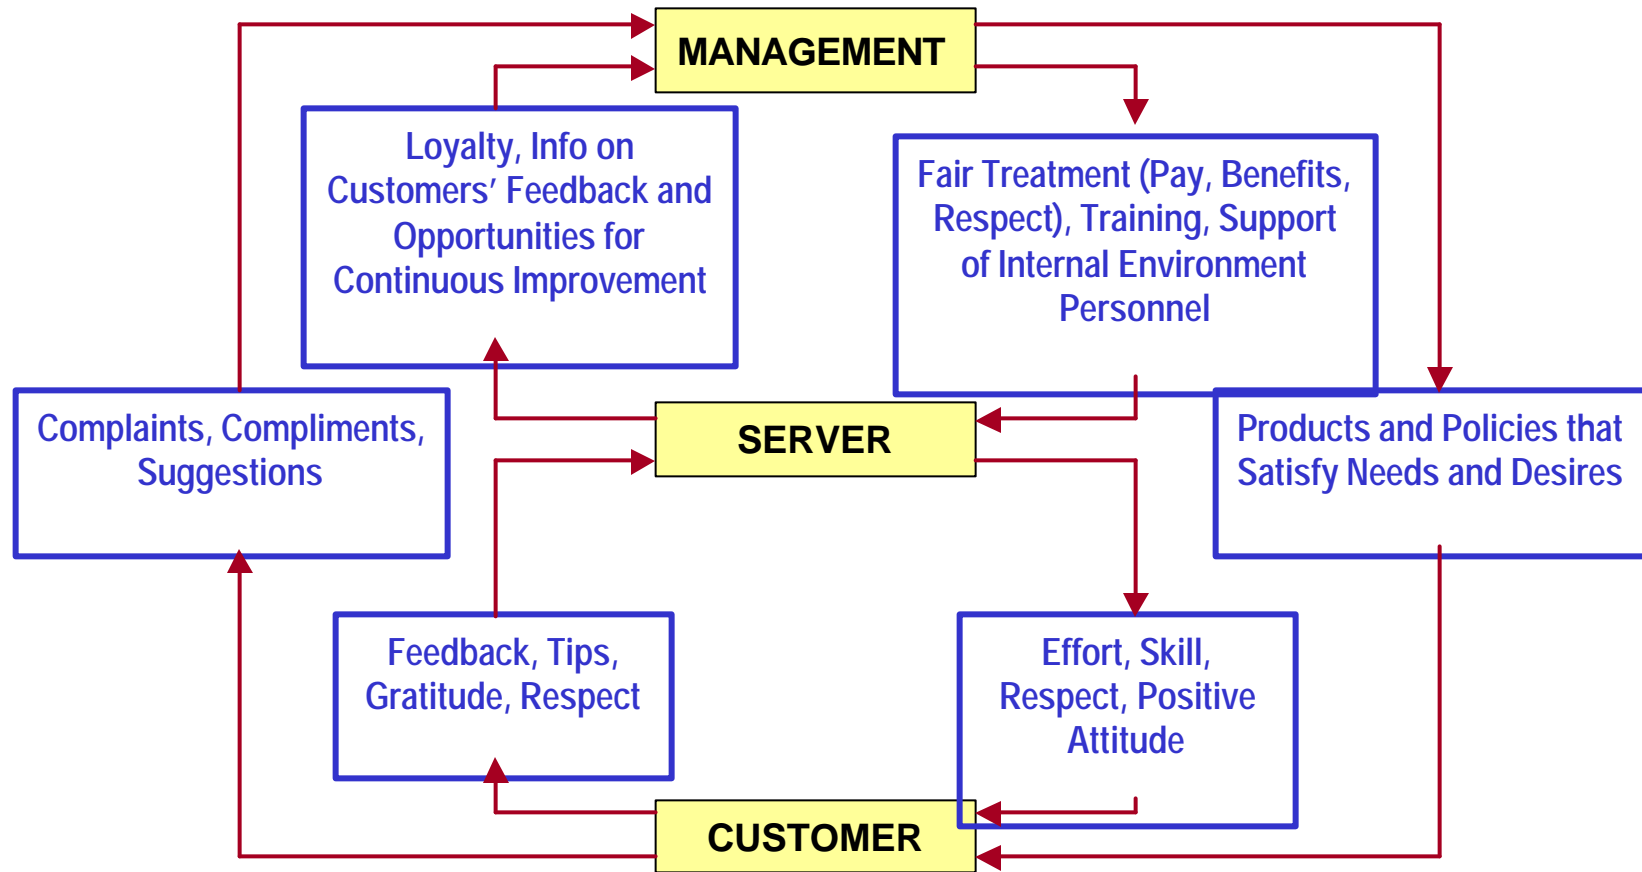 MANAGEMENT
Loyalty, Info on
Customers’ Feedback and
Opportunities for
Continuous Improvement
Fair Treatment (Pay, Benefits,
Respect), Training, Support
of Internal Environment
Personnel
Complaints, Compliments,
Suggestions
SERVER
Products and Policies that
Satisfy Needs and Desires
Feedback, Tips,
Gratitude, Respect
Effort, Skill,
Respect, Positive
Attitude
CUSTOMER